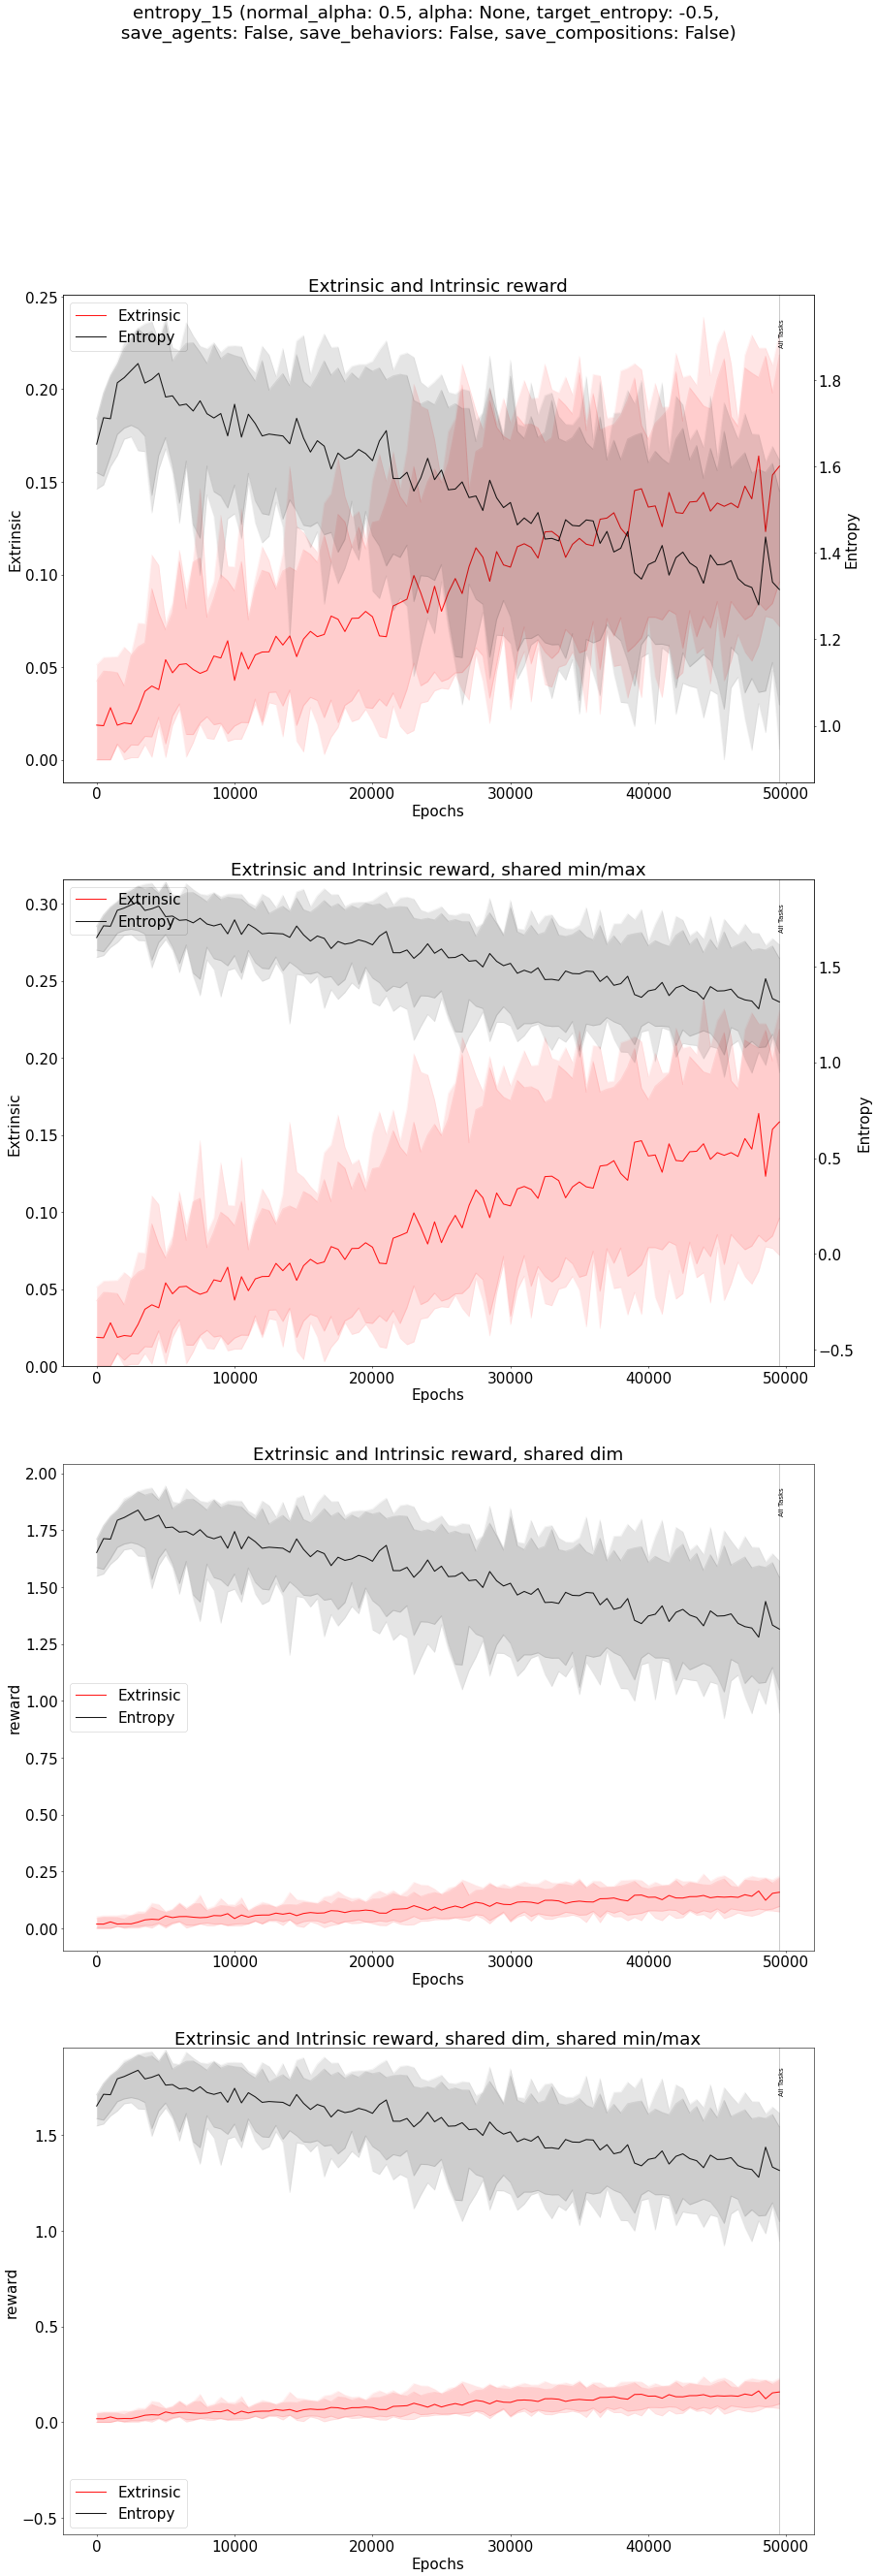 entropy_15 (normal_alpha: 0.5, alpha: None, target_entropy: -0.5,
save_agents: False, save_behaviors: False, save_compositions: False)
Extrinsic and Intrinsic reward
0.25
0.20
0.15
0.10
0.05
0.00
Extrinsic
Extrinsic
Entropy
All Tasks
1.8
1.6
1.4
1.2
1.0
Entropy
0 10000 20000 30000 40000 50000
Epochs
Extrinsic and Intrinsic reward, shared min/max
0.30
0.25
0.20
0.15
0.10
0.05
0.00
Extrinsic
Extrinsic
Entropy
All Tasks
1.5
1.0
0.5
0.0
−0.5
Entropy
0 10000 20000 30000 40000 50000
Epochs
Extrinsic and Intrinsic reward, shared dim
2.00
1.75
1.50
1.25
1.00
0.75
0.50
0.25
0.00
reward
Extrinsic
Entropy
All Tasks
0 10000 20000 30000 40000 50000
Epochs
Extrinsic and Intrinsic reward, shared dim, shared min/max
1.5
1.0
0.5
0.0
−0.5
reward
All Tasks
Extrinsic
Entropy
0 10000 20000 30000 40000 50000
Epochs